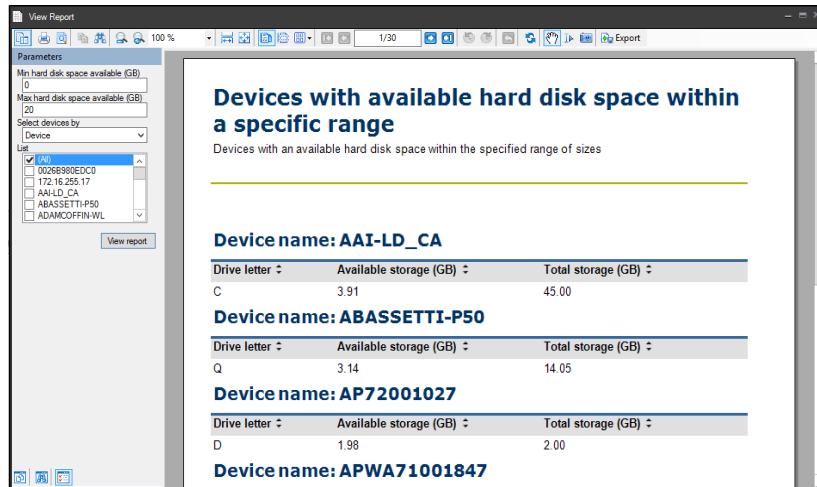 View Report
100 %
1/30
Export
Parameters
Min hard disk space available (GB)
0
Max hard disk space available (GB)
20
Select devices by
Device
List
(All)
0026B980EDC0
172.16.255.17
AAI-LD_CA
ABASSETTI-P50
ADAMCOFFIN-WL
View report
Devices with available hard disk space within
a specific range
Devices with an available hard disk space within the specified range of sizes
Device name: AAI-LD_CA
Drive letter Available storage (GB) Total storage (GB)
C 3.91 45.00
Device name: ABASSETTI-P50
Drive letter Available storage (GB) Total storage (GB)
Q 3.14 14.05
Device name: AP72001027
Drive letter Available storage (GB) Total storage (GB)
D 1.98 2.00
Device name: APWA71001847